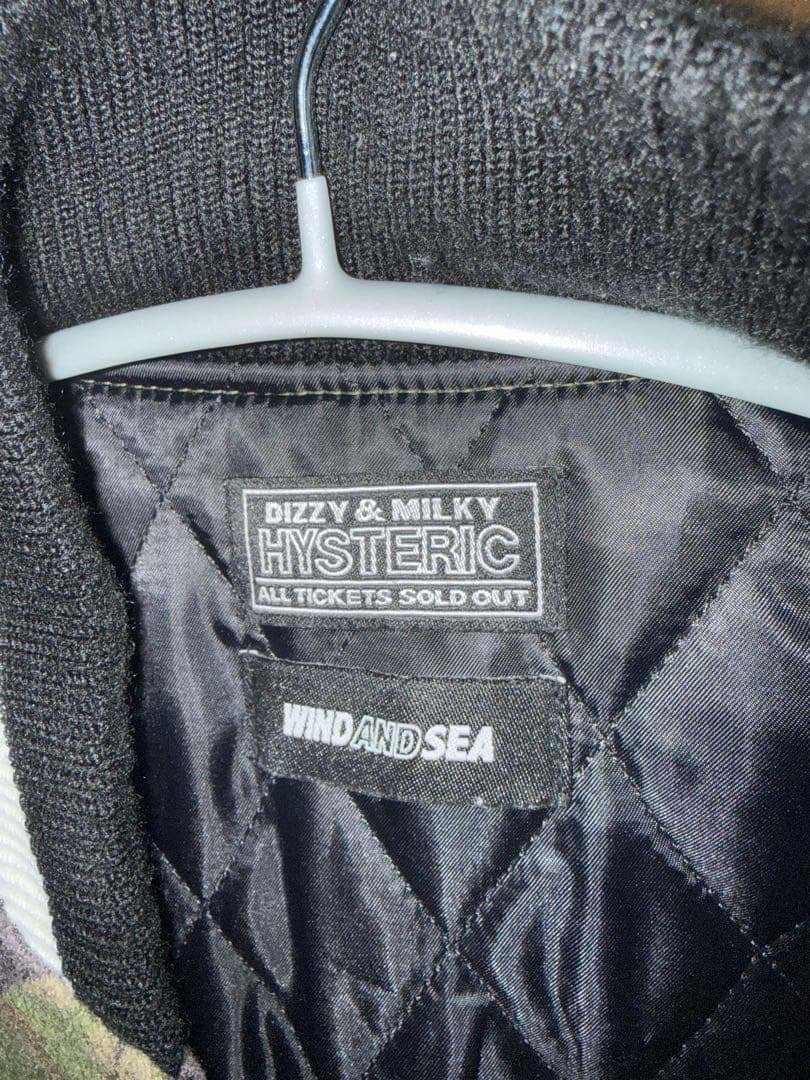 DIZZY & MILKY
HYSTERIC
ALL TICKETS SOLD OUT
WINDANDSEA